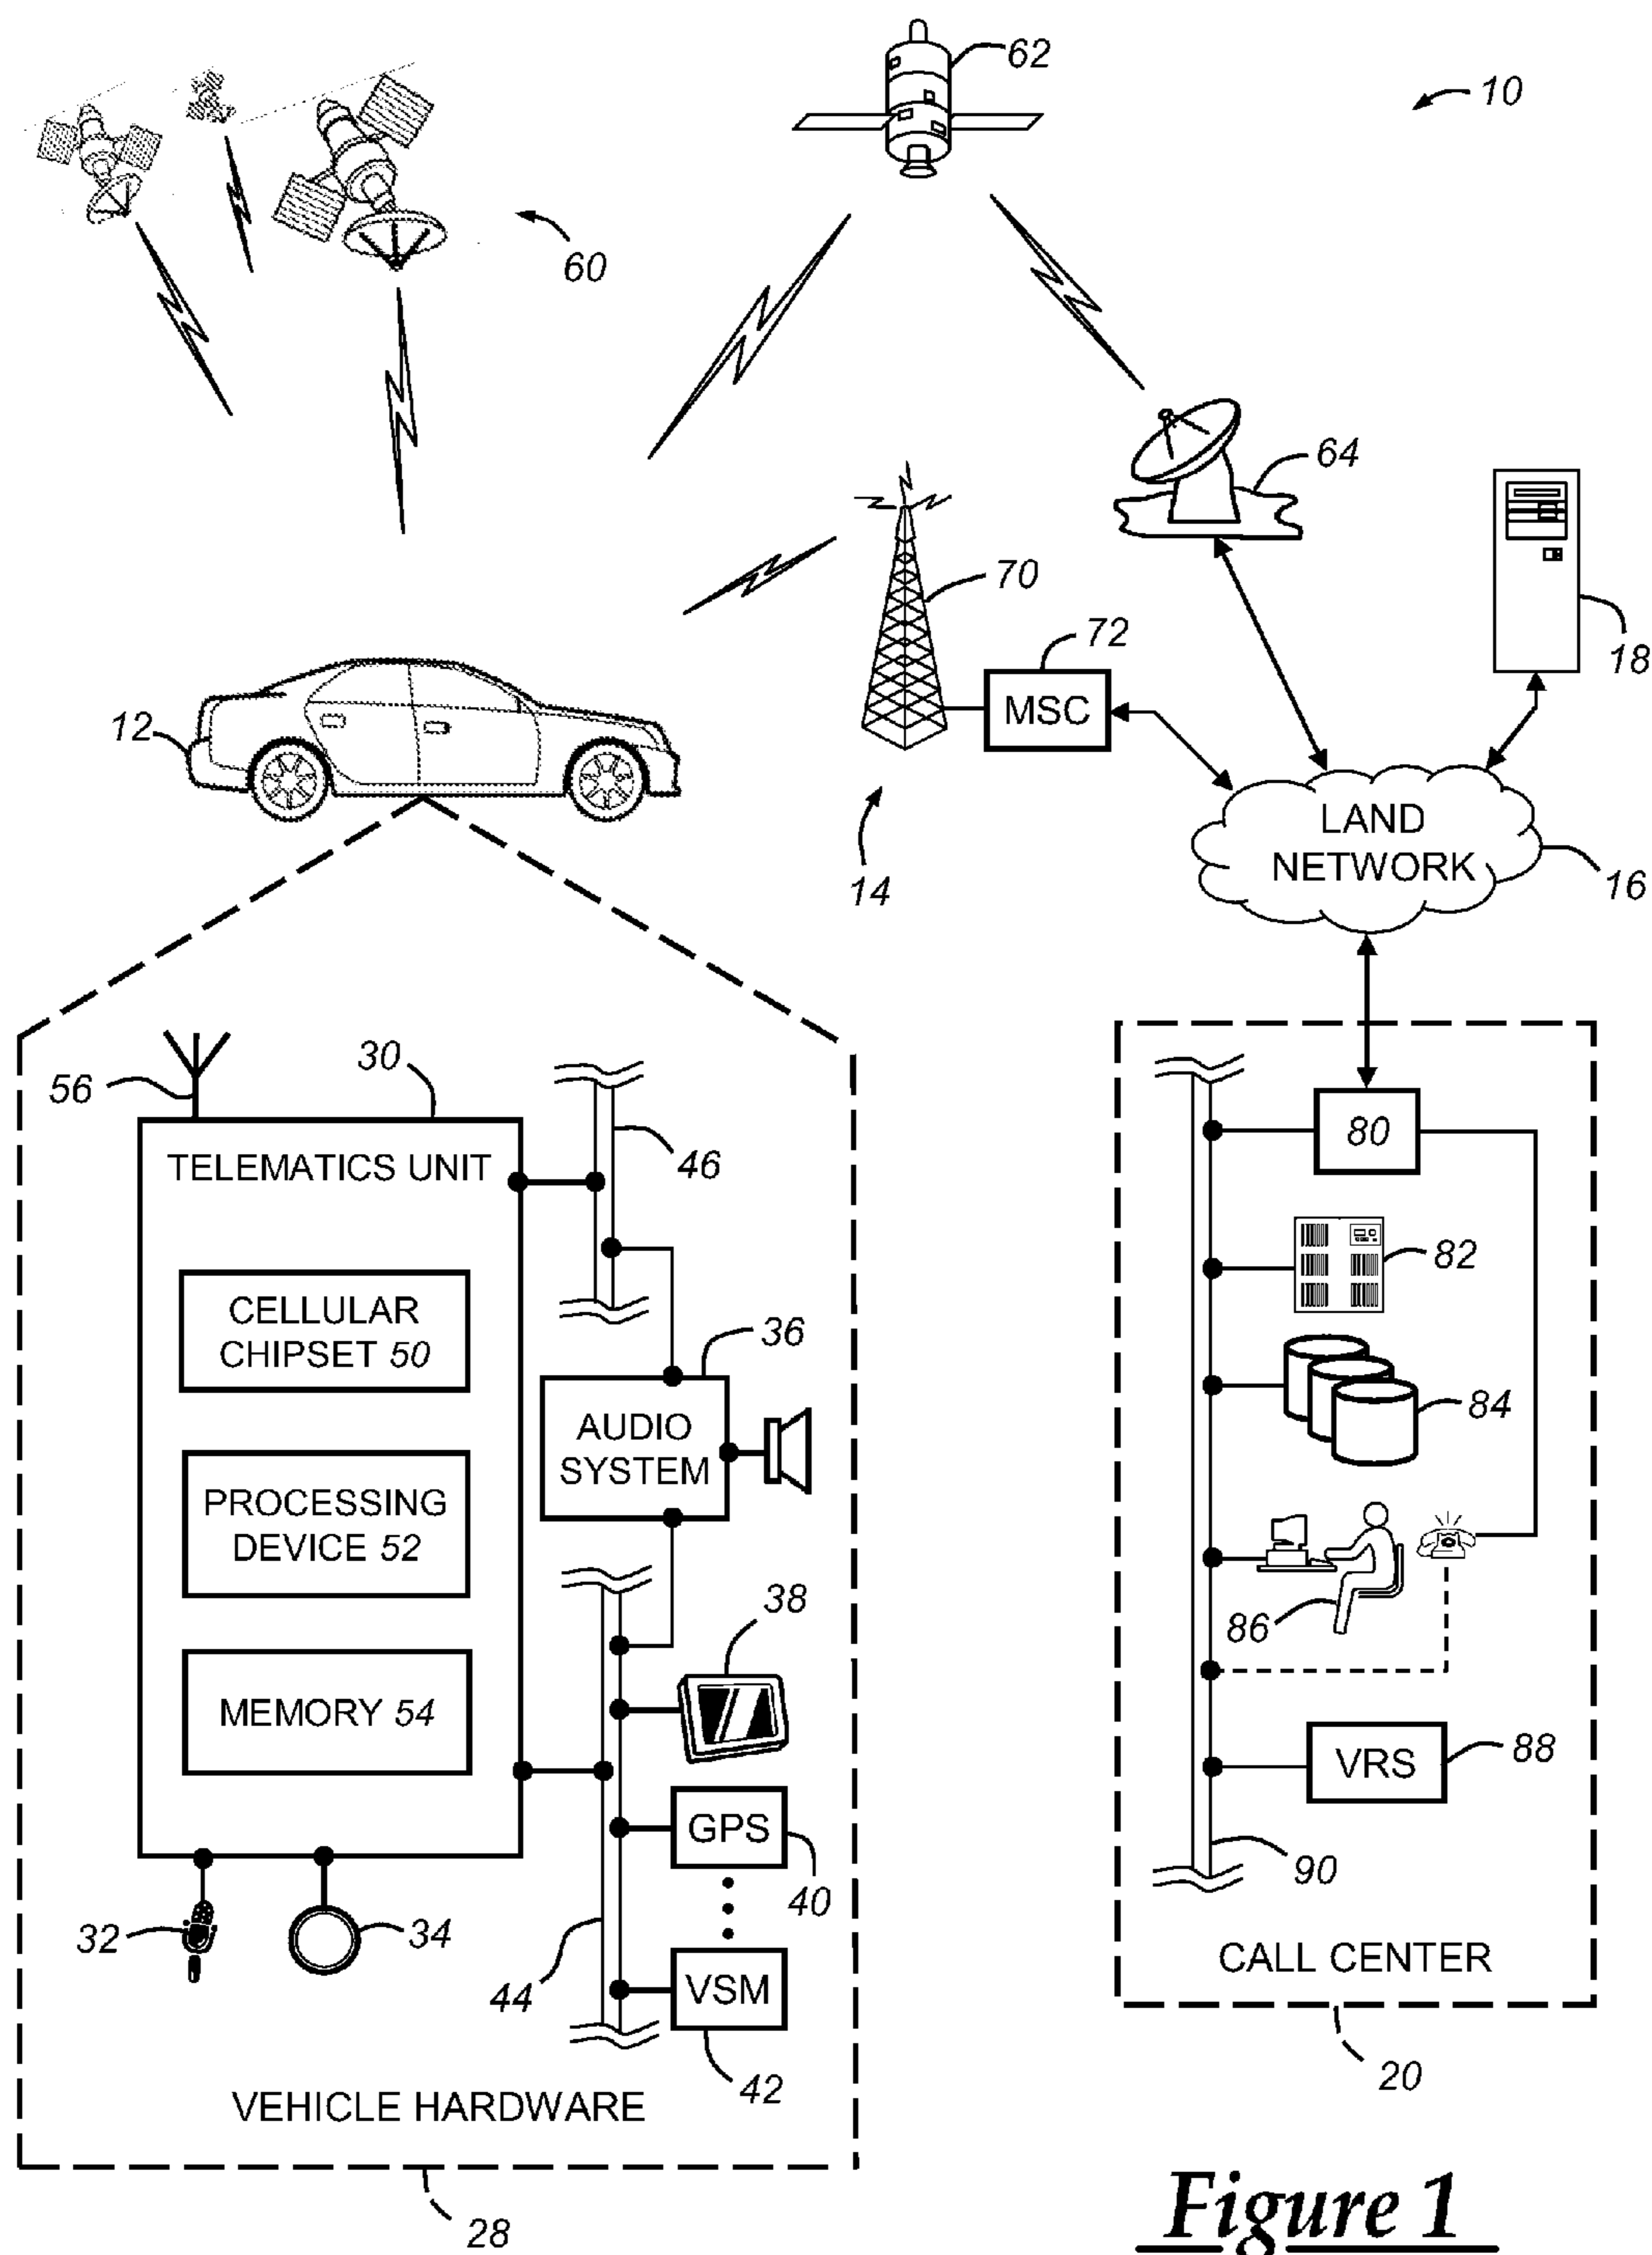 62
10
60
64
70
72
18
MSC
12
LAND
NETWORK
16
14
30
56
46
TELEMATICS UNIT
CELLULAR
CHIPSET 50
36
AUDIO
SYSTEM
PROCESSING
DEVICE 52
38
MEMORY 54
GPS
40
32
34
44
VSM
42
VEHICLE HARDWARE
28
80
82
84
86
VRS
88
90
CALL CENTER
20
Figure 1